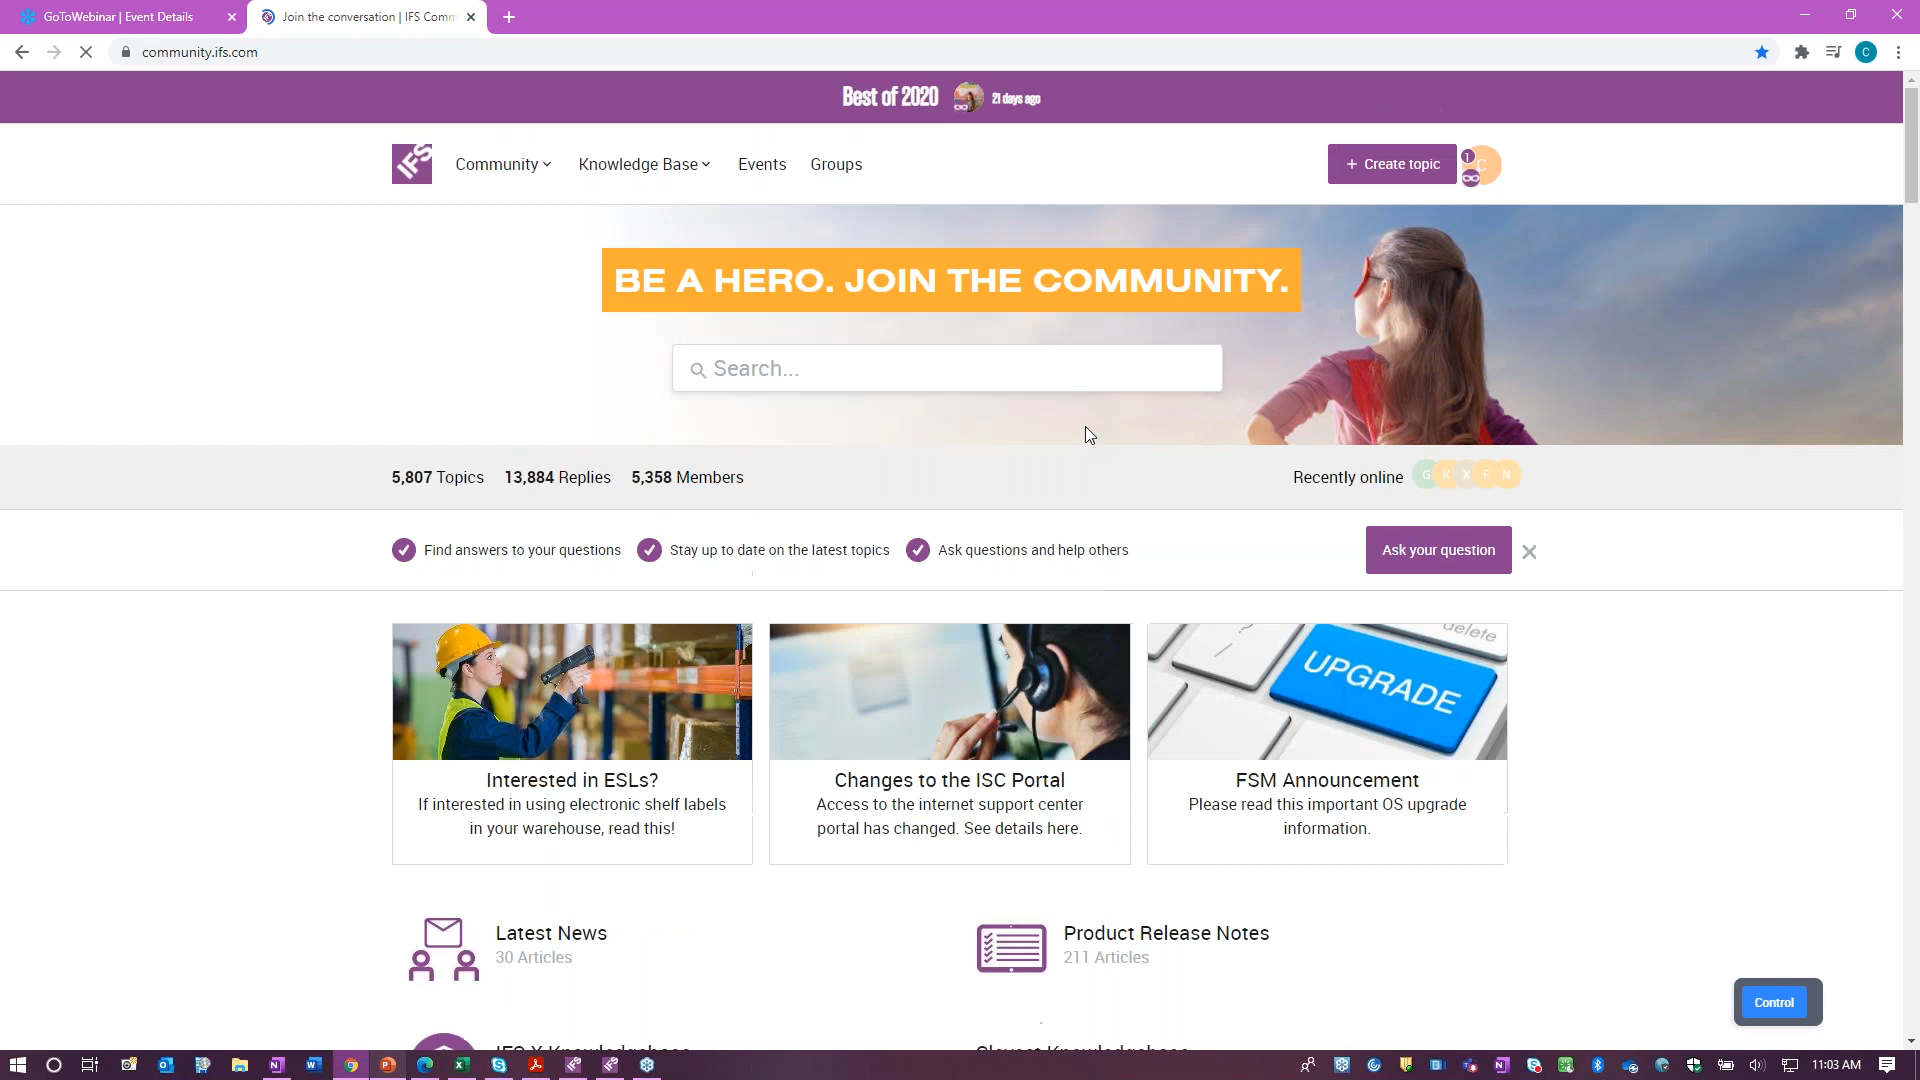 GoToWebinar | Event Details
Join the conversation | IFS Comm
community.ifs.com
C
Best of 2020
21 days ago
IFS
Community
Knowledge Base
Events
Groups
+ Create topic
1
C
BE A HERO. JOIN THE COMMUNITY.
Search...
5,807 Topics 13,884 Replies 5,358 Members
Recently online
G K X F N
Find answers to your questions
Stay up to date on the latest topics
Ask questions and help others
Ask your question
delete
UPGRADE
Interested in ESLs?
If interested in using electronic shelf labels
in your warehouse, read this!
Changes to the ISC Portal
Access to the internet support center
portal has changed. See details here.
FSM Announcement
Please read this important OS upgrade
information.
Latest News
30 Articles
Product Release Notes
211 Articles
Control
11:03 AM